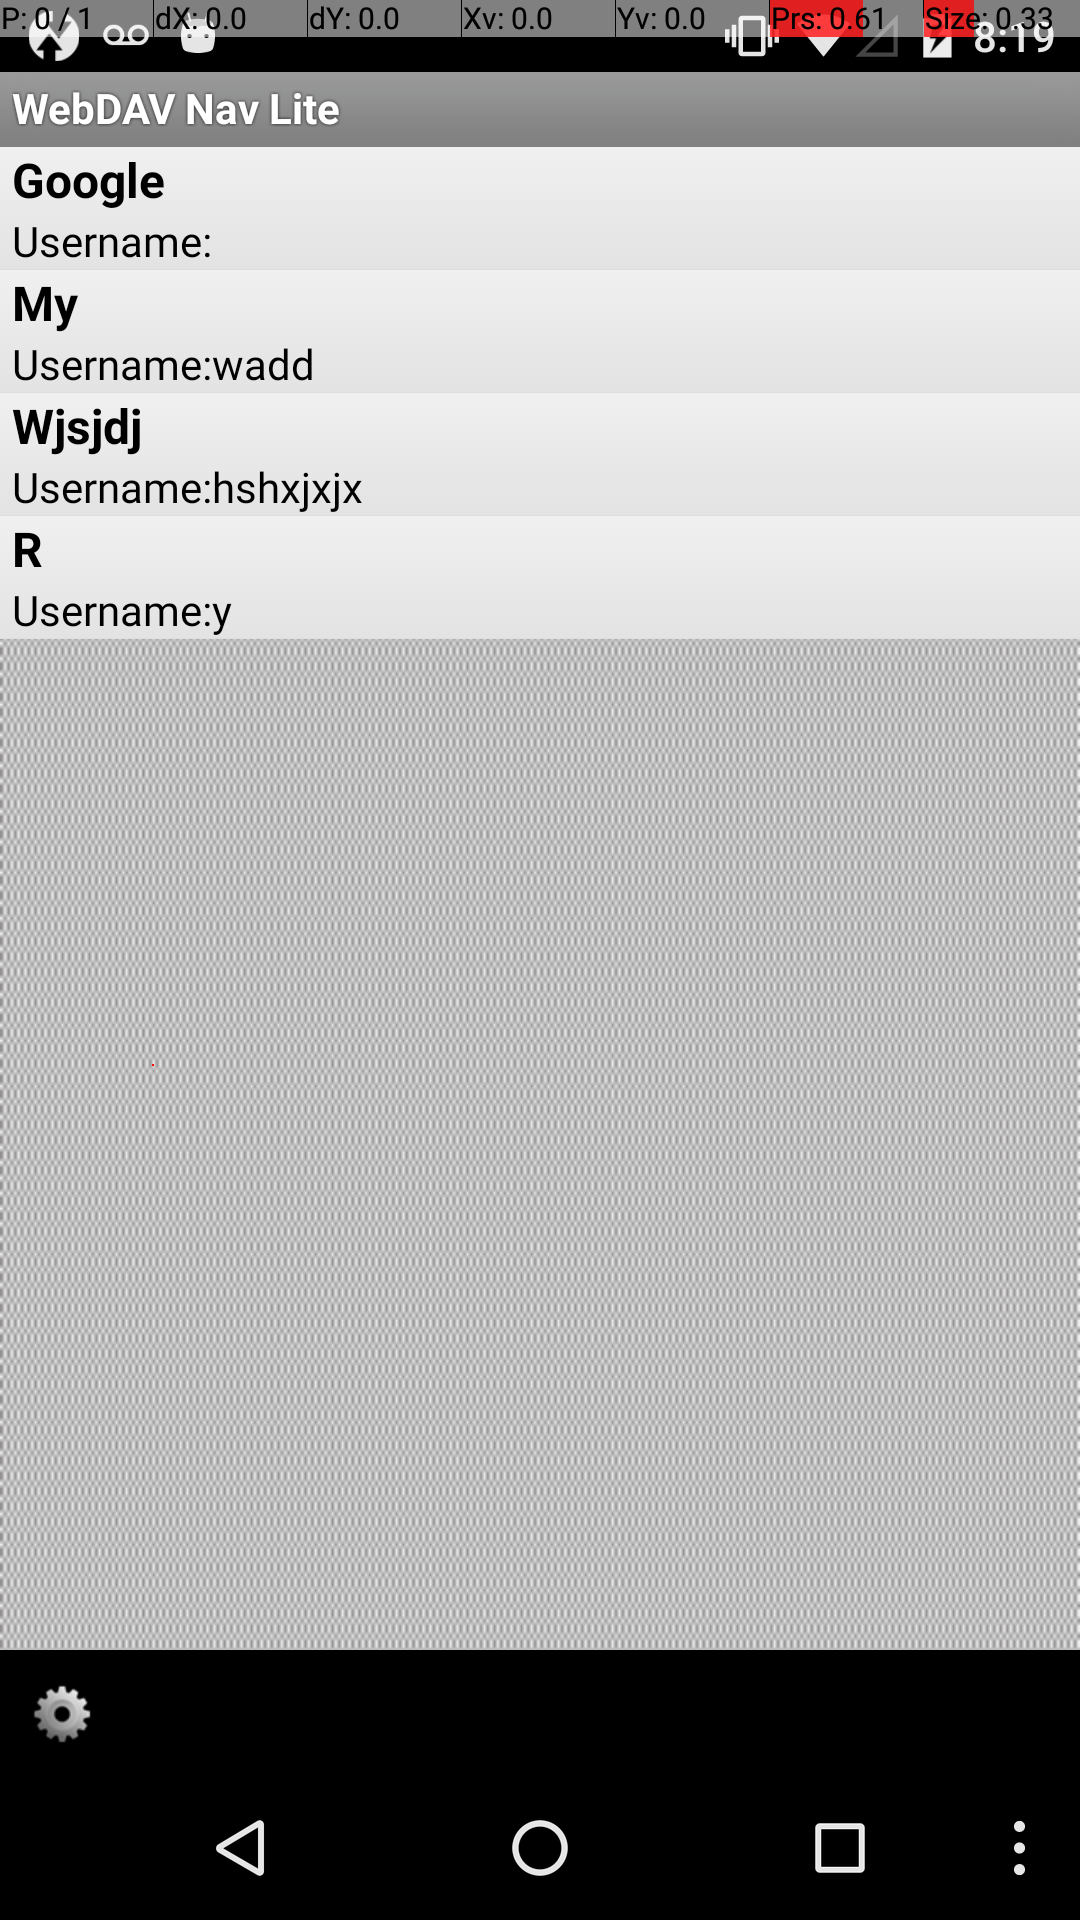 P: 0 / 1 dX: 0.0 dY: 0.0 Xv: 0.0 Yv: 0.0 Prs: 0.61 Size: 0.33
8:19
WebDAV Nav Lite
Google
Username:
My
Username:wadd
Wjsjdj
Username:hshxjxjx
R
Username:y